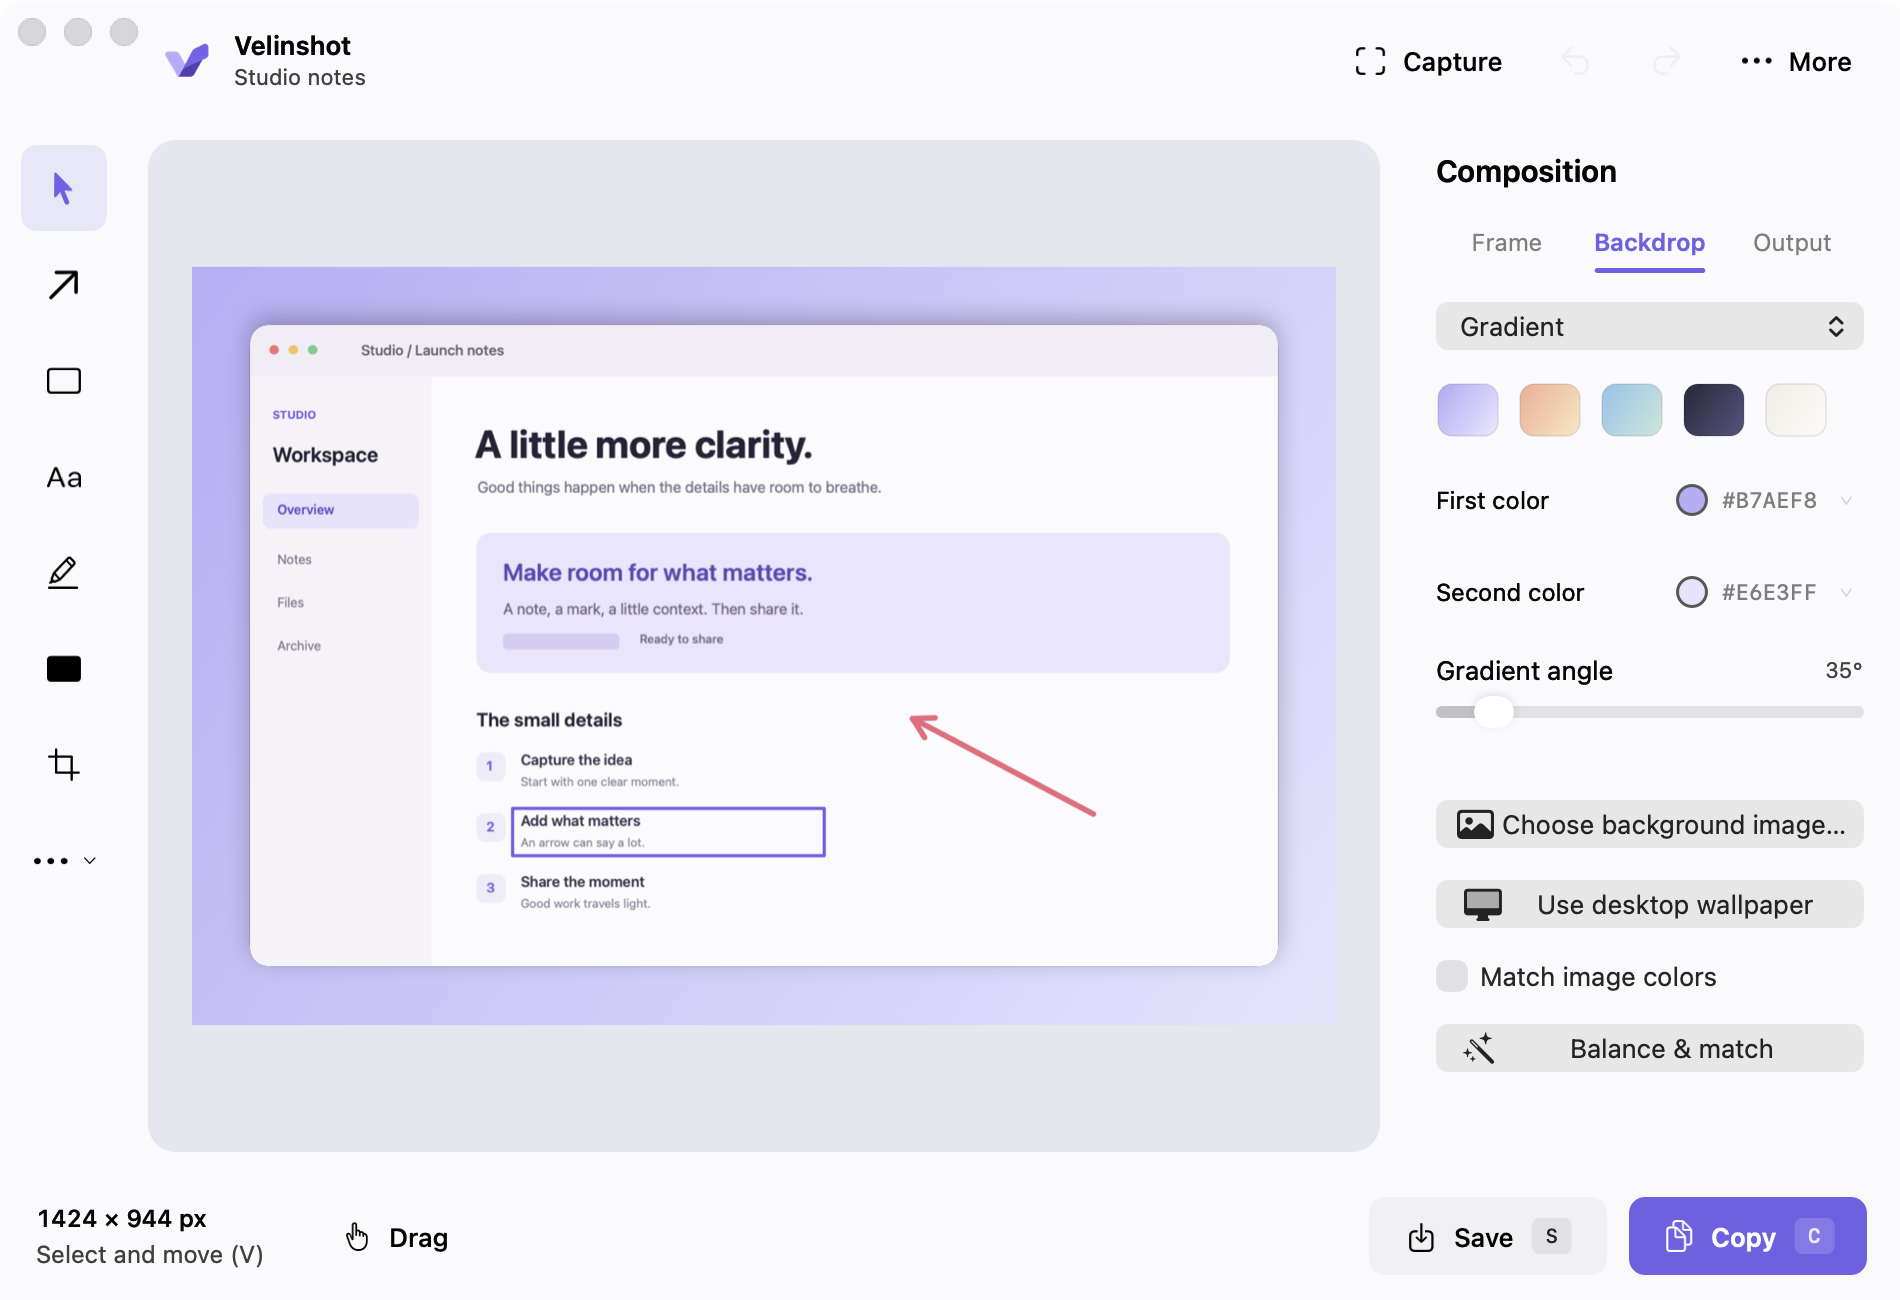 Velinshot
Studio notes
Capture
More
Aa
Studio / Launch notes
STUDIO
Workspace
Overview
Notes
Files
Archive
A little more clarity.
Good things happen when the details have room to breathe.
Make room for what matters.
A note, a mark, a little context. Then share it.
Ready to share
The small details
1
Capture the idea
Start with one clear moment.
2
Add what matters
An arrow can say a lot.
3
Share the moment
Good work travels light.
Composition
Frame Backdrop Output
Gradient
First color #B7AEF8
Second color #E6E3FF
Gradient angle 35°
Choose background image...
Use desktop wallpaper
Match image colors
Balance & match
1424 × 944 px
Select and move (V)
Drag
Save S
Copy C